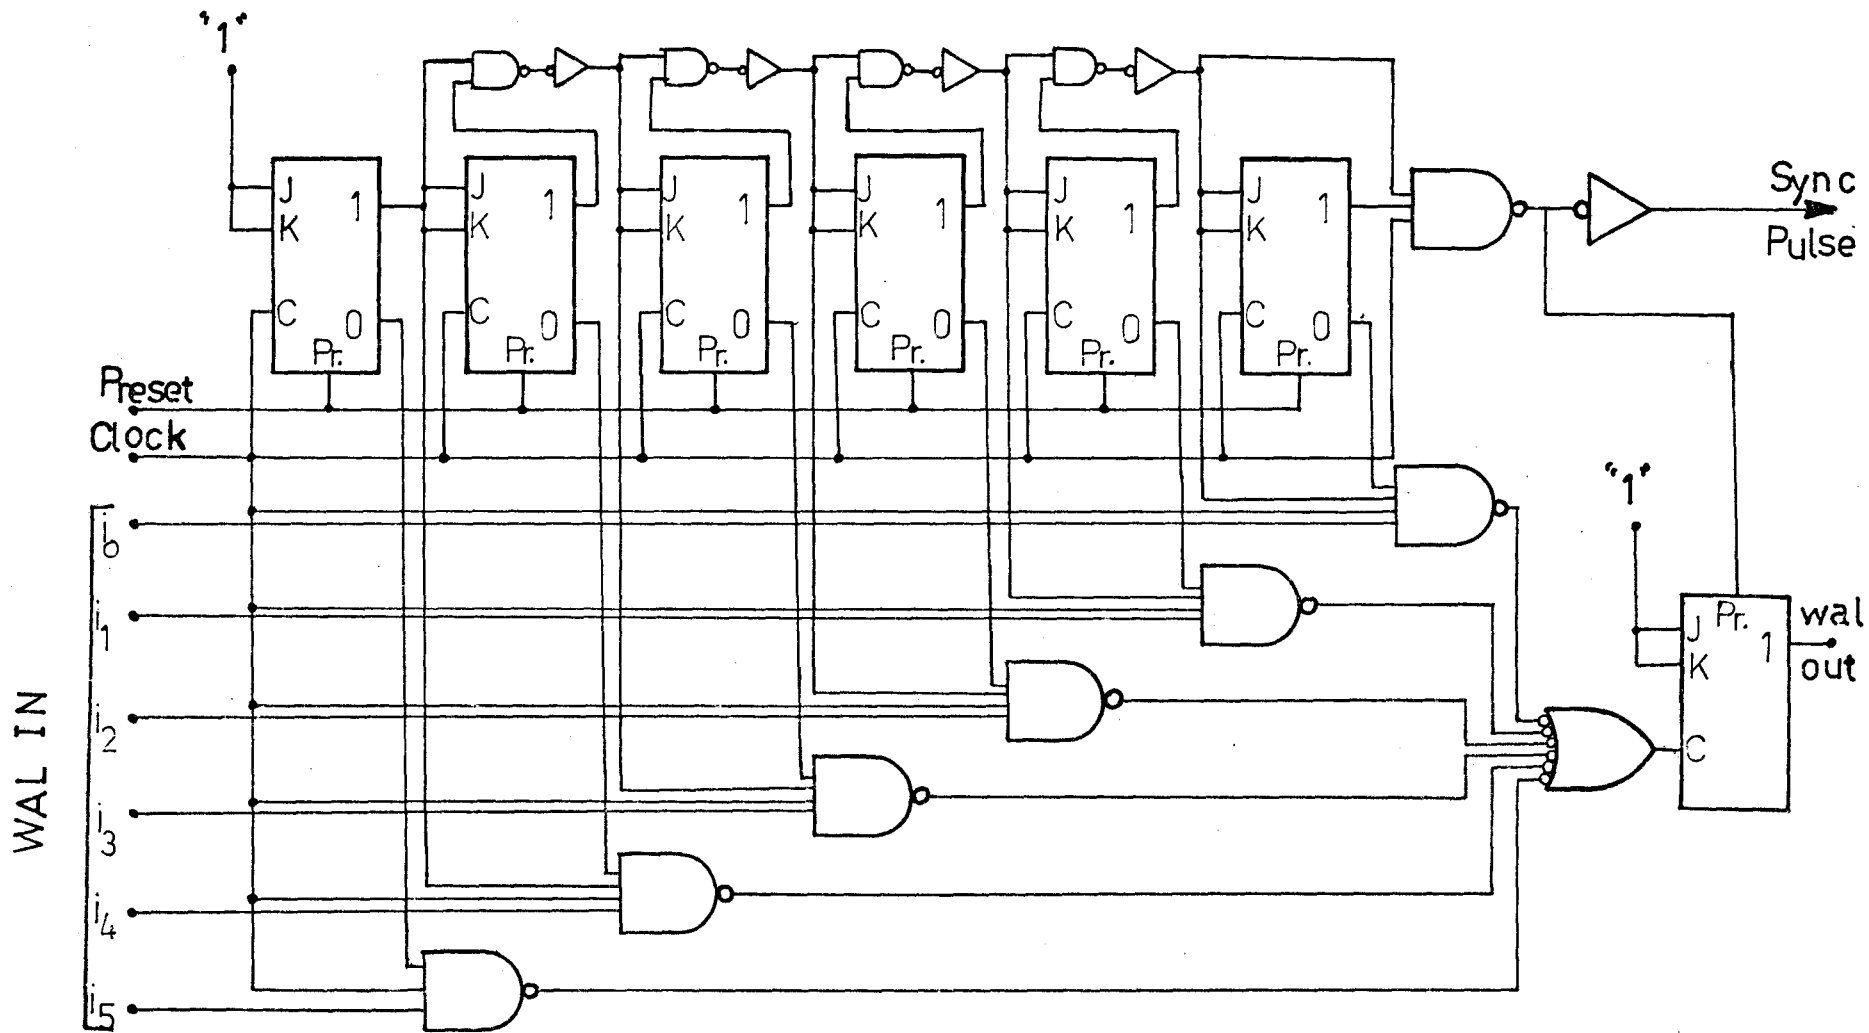 "1"
J
K
C
1
0
Pr.
J
K
C
1
0
Pr.
J
K
C
1
0
Pr.
J
K
C
1
0
Pr.
J
K
C
1
0
Pr.
J
K
C
1
0
Pr.
Sync
Pulse
Preset
Clock
WAL IN
i0
i1
i2
i3
i4
i5
"1"
Pr.
J
K
1
C
wal
out